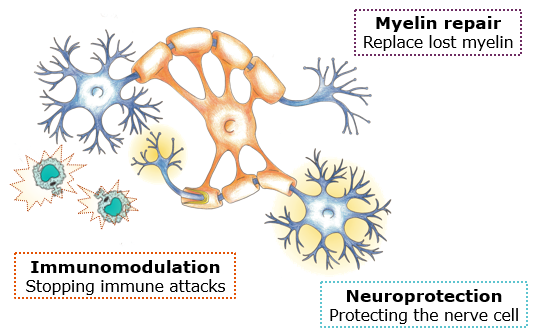 Myelin repair
Replace lost myelin
Immunomodulation
Stopping immune attacks
Neuroprotection
Protecting the nerve cell